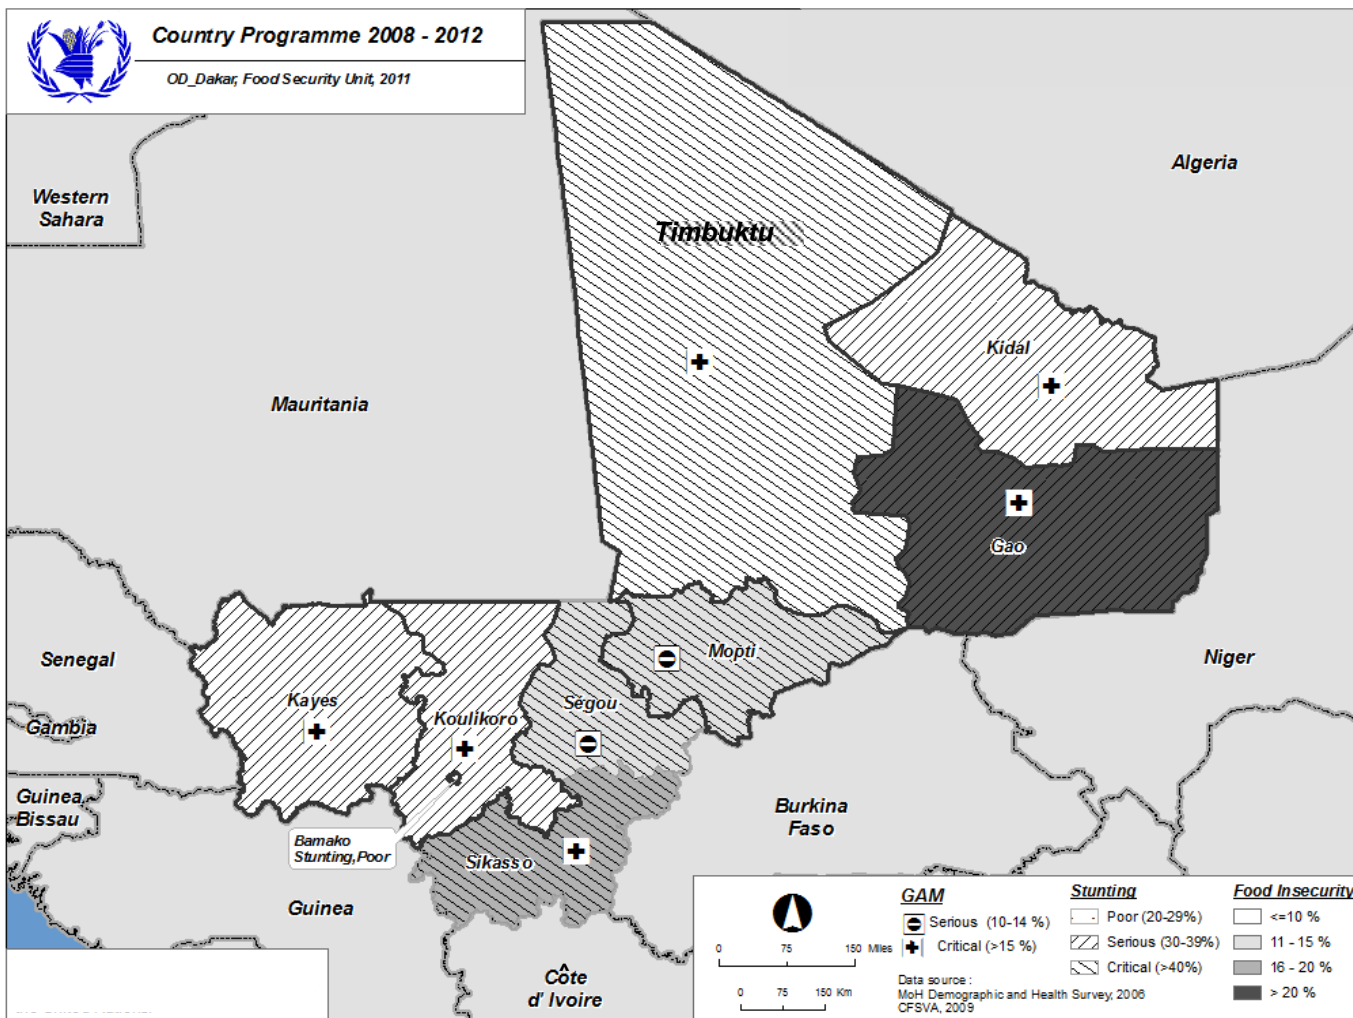 Country Programme 2008 - 2012
OD_Dakar, Food Security Unit, 2011
Algeria
Western
Sahara
Timbuktu
Kidal
Mauritania
Gao
Senegal
Mopti
Niger
Kayes
Ségou
Koulikoro
Gambia
Guinea
Bissau
Burkina
Faso
Bamako
Stunting,Poor
Sikasso
Guinea
Côte
d' Ivoire
GAM
Serious (10-14 %)
Critical (>15 %)
Stunting
Poor (20-29%)
Serious (30-39%)
Critical (>40%)
Food Insecurity
<=10 %
11 - 15 %
16 - 20 %
> 20 %
0 75 150 Miles
0 75 150 Km
Data source :
MoH Demographic and Health Survey, 2006
CFSVA, 2009